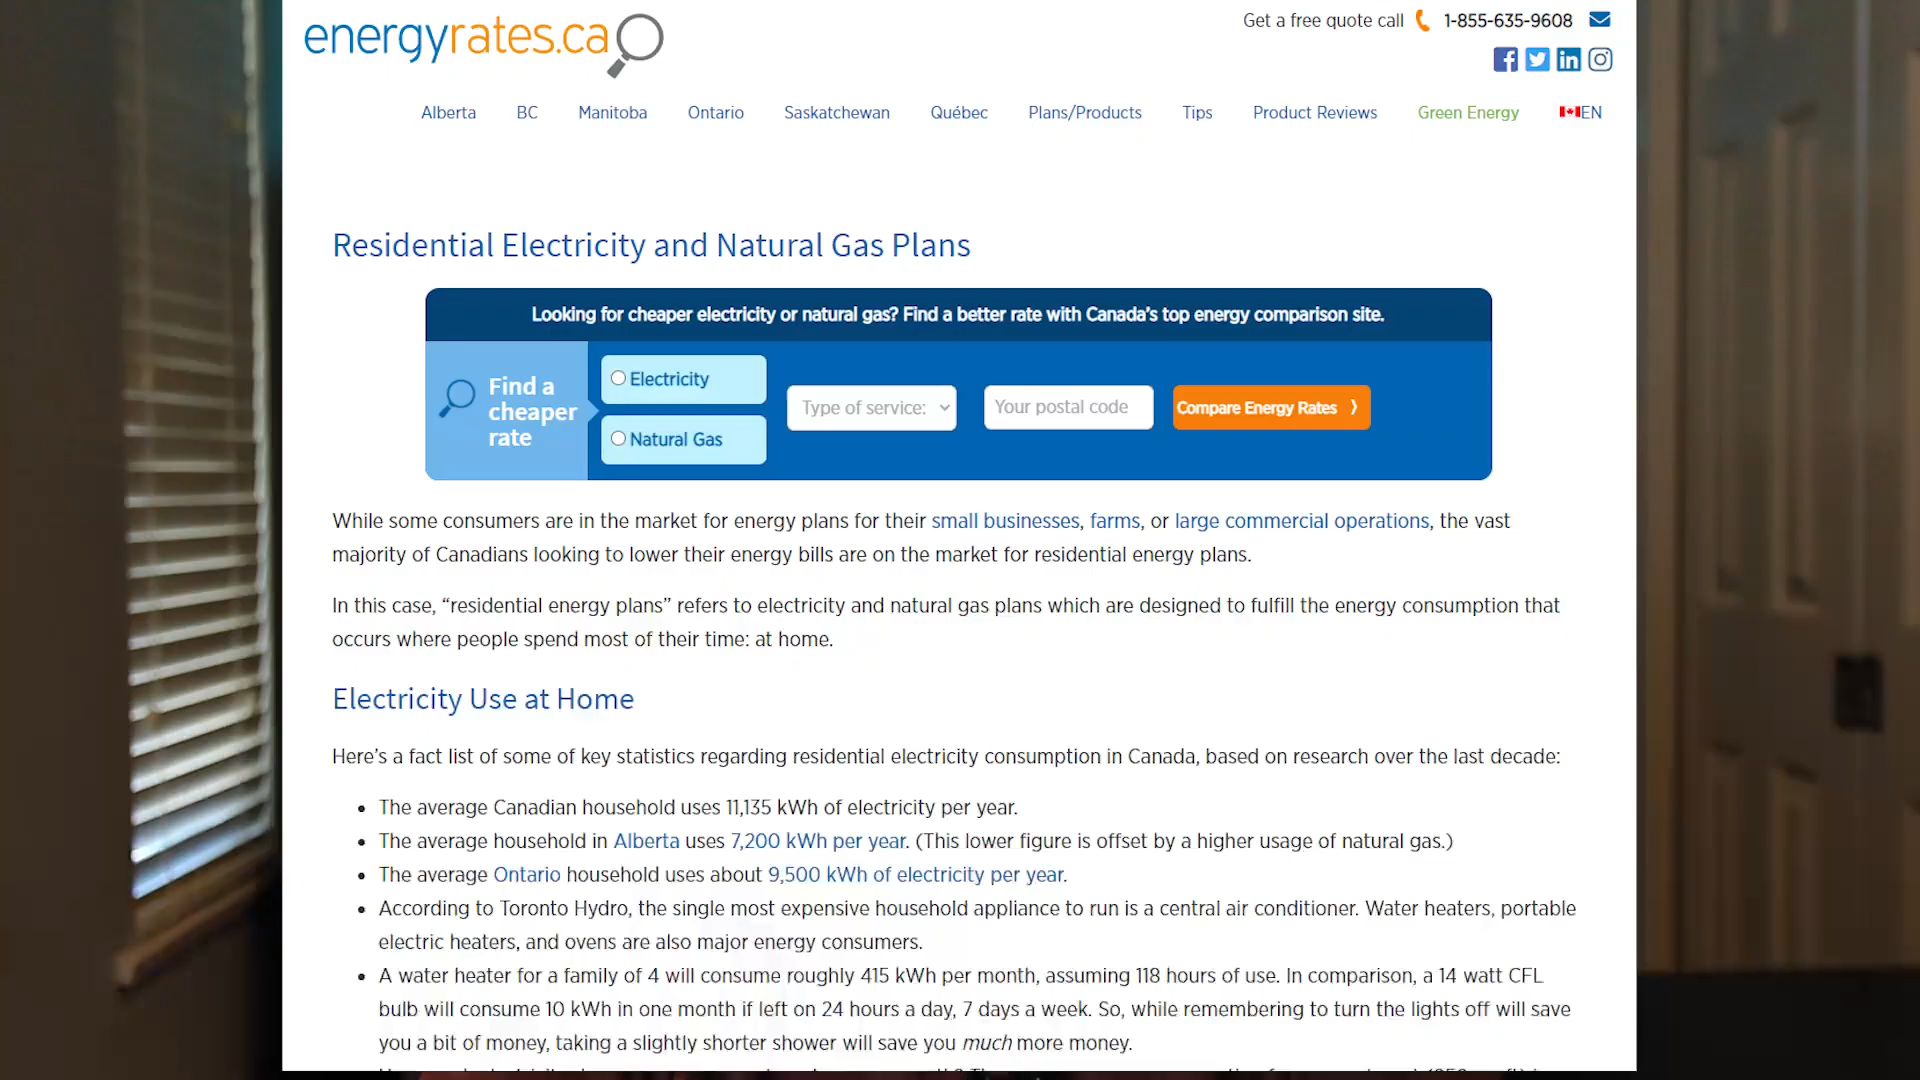 energyrates.ca
Get a free quote call 1-855-635-9608
Alberta BC Manitoba Ontario Saskatchewan Québec Plans/Products Tips Product Reviews Green Energy EN
Residential Electricity and Natural Gas Plans
Looking for cheaper electricity or natural gas? Find a better rate with Canada's top energy comparison site.
Find a
cheaper
rate
Electricity
Natural Gas
Type of service:
Your postal code
Compare Energy Rates ❯
While some consumers are in the market for energy plans for their small businesses, farms, or large commercial operations, the vast
majority of Canadians looking to lower their energy bills are on the market for residential energy plans.
In this case, “residential energy plans” refers to electricity and natural gas plans which are designed to fulfill the energy consumption that
occurs where people spend most of their time: at home.
Electricity Use at Home
Here’s a fact list of some of key statistics regarding residential electricity consumption in Canada, based on research over the last decade:
• The average Canadian household uses 11,135 kWh of electricity per year.
• The average household in Alberta uses 7,200 kWh per year. (This lower figure is offset by a higher usage of natural gas.)
• The average Ontario household uses about 9,500 kWh of electricity per year.
• According to Toronto Hydro, the single most expensive household appliance to run is a central air conditioner. Water heaters, portable
electric heaters, and ovens are also major energy consumers.
• A water heater for a family of 4 will consume roughly 415 kWh per month, assuming 118 hours of use. In comparison, a 14 watt CFL
bulb will consume 10 kWh in one month if left on 24 hours a day, 7 days a week. So, while remembering to turn the lights off will save
you a bit of money, taking a slightly shorter shower will save you much more money.